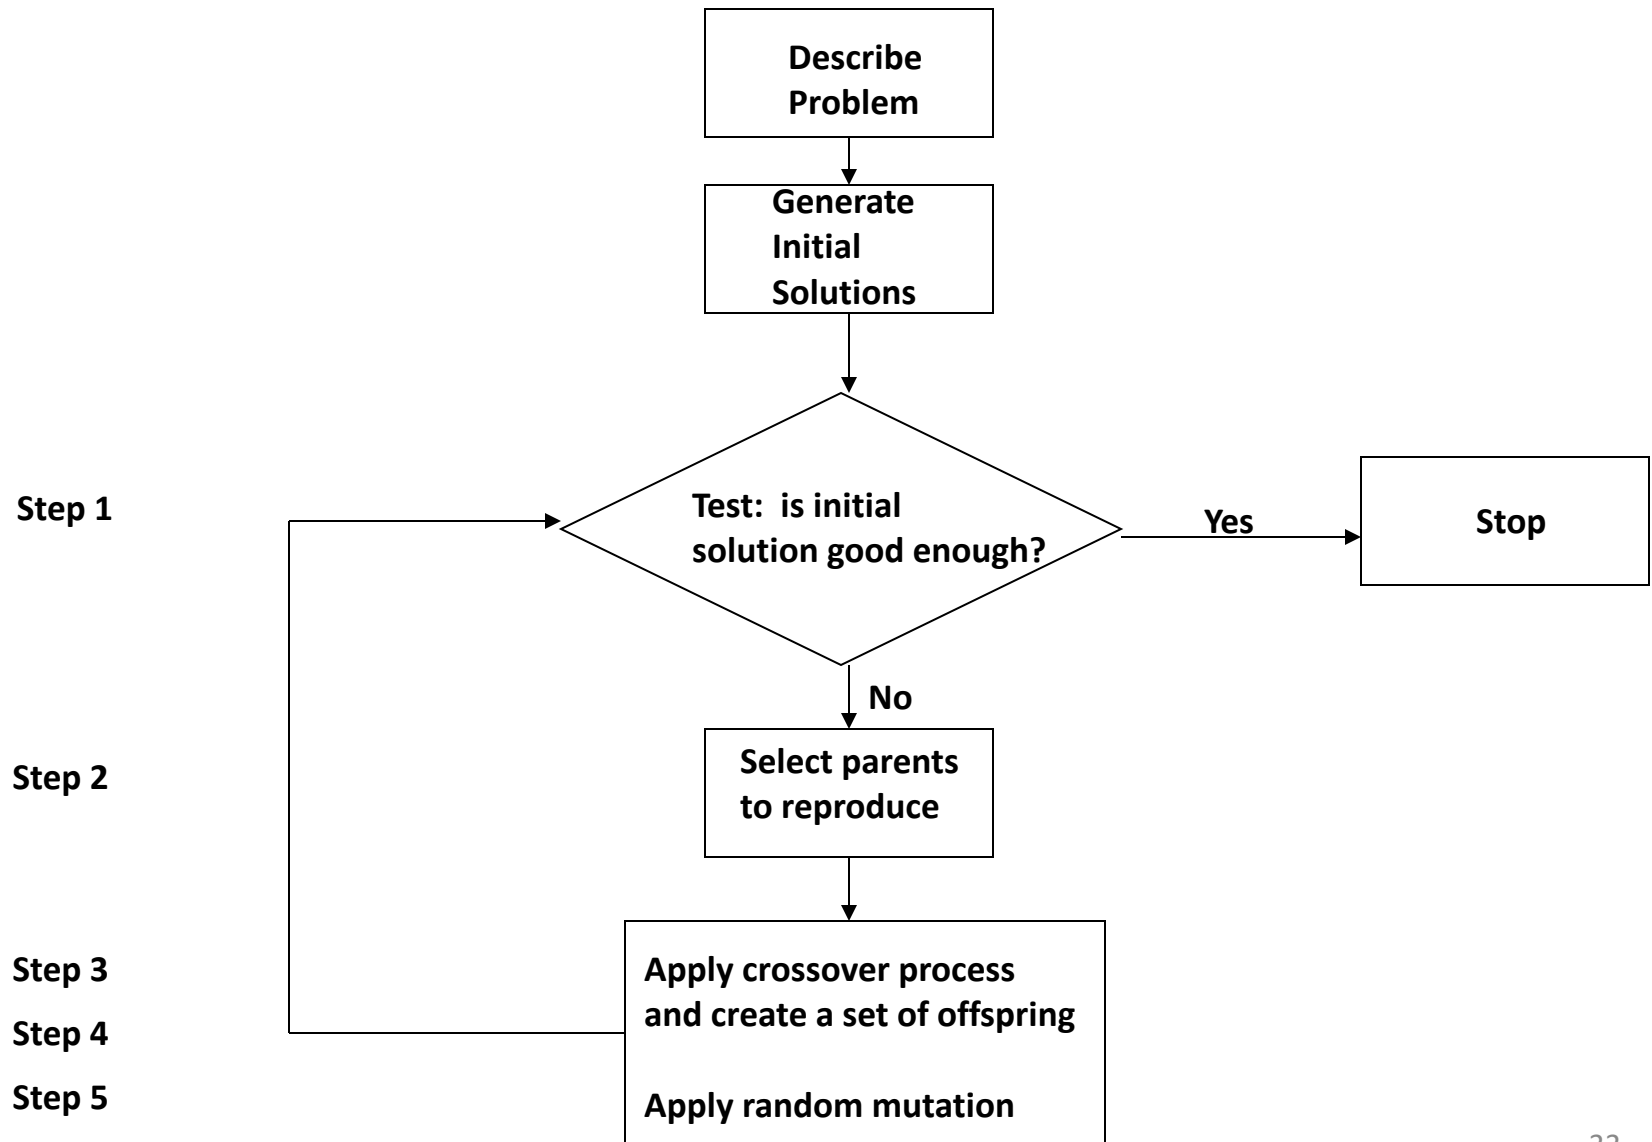 Describe
Problem
Generate
Initial
Solutions
Step 1
Test:  is initial
solution good enough?
Yes
Stop
No
Step 2
Select parents
to reproduce
Step 3
Apply crossover process
and create a set of offspring
Step 4
Step 5
Apply random mutation